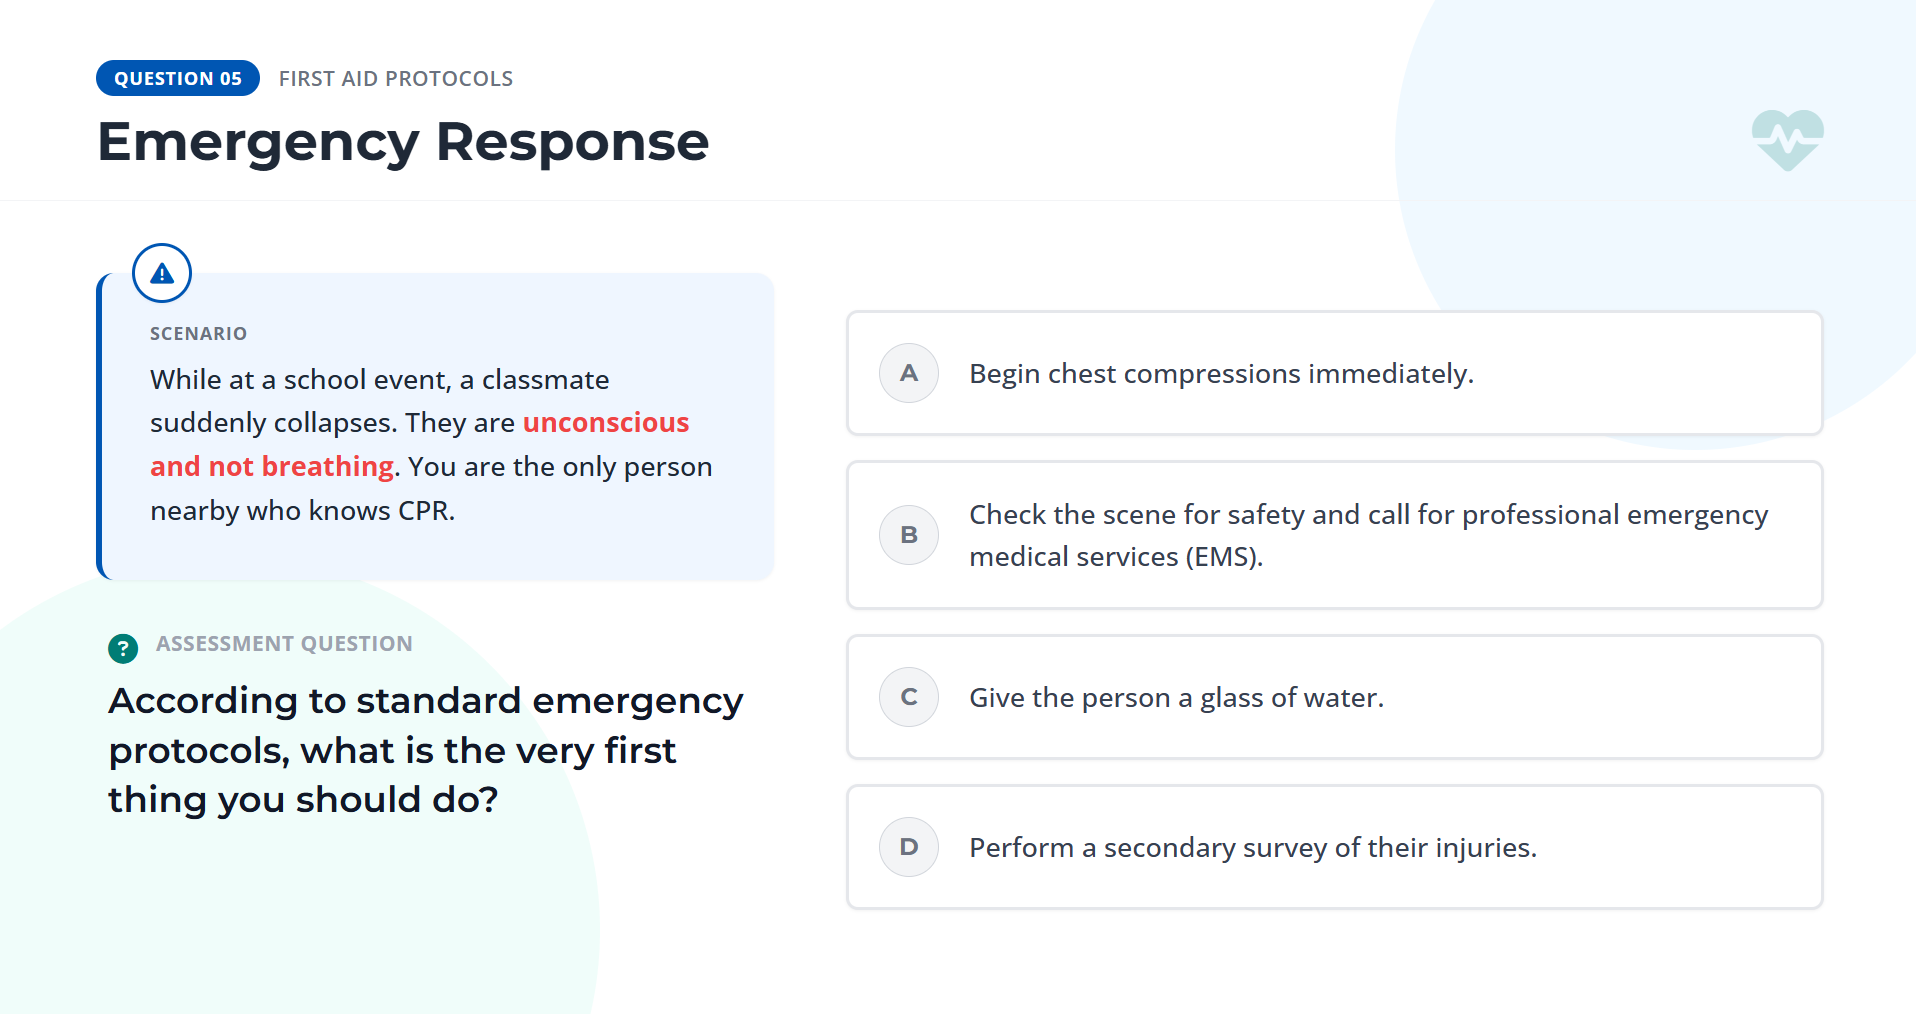 QUESTION 05 FIRST AID PROTOCOLS
Emergency Response
SCENARIO
While at a school event, a classmate
suddenly collapses. They are unconscious
and not breathing. You are the only person
nearby who knows CPR.
? ASSESSMENT QUESTION
According to standard emergency
protocols, what is the very first
thing you should do?
A Begin chest compressions immediately.
B Check the scene for safety and call for professional emergency
medical services (EMS).
C Give the person a glass of water.
D Perform a secondary survey of their injuries.